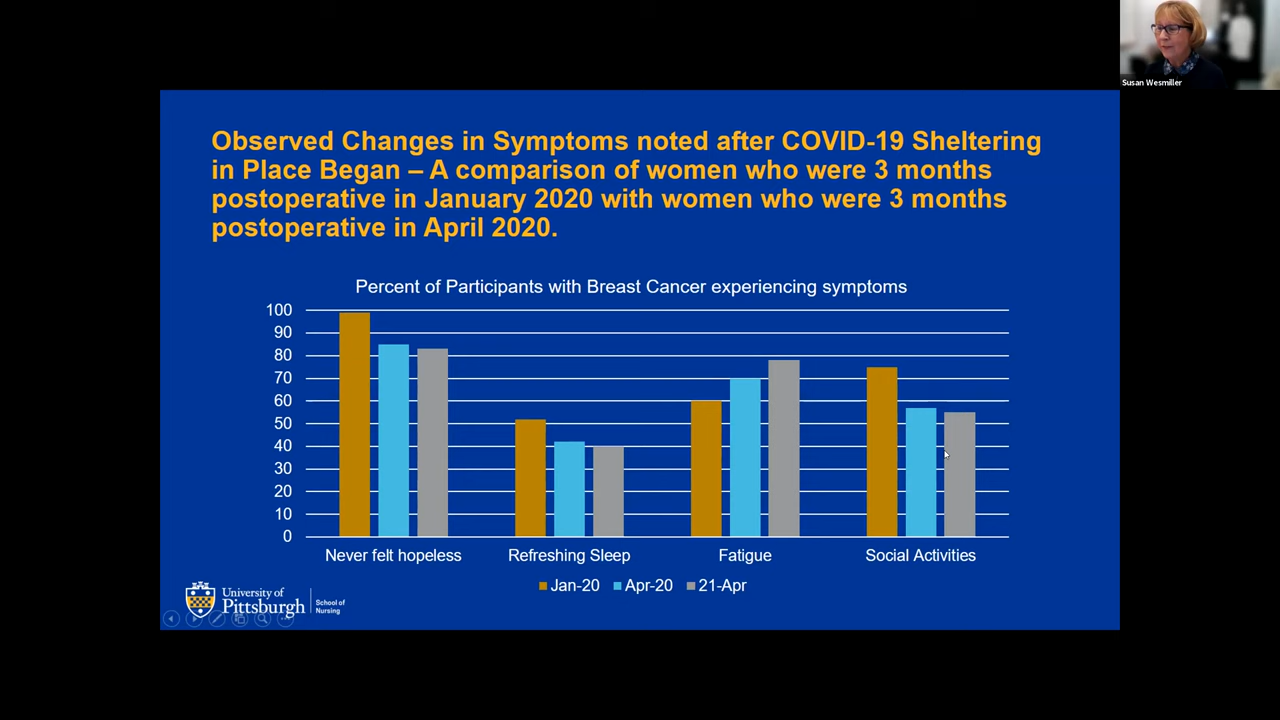 Susan Wesmiller
Observed Changes in Symptoms noted after COVID-19 Sheltering
in Place Began – A comparison of women who were 3 months
postoperative in January 2020 with women who were 3 months
postoperative in April 2020.
Percent of Participants with Breast Cancer experiencing symptoms
100
90
80
70
60
50
40
30
20
10
0
Never felt hopeless Refreshing Sleep Fatigue Social Activities
Jan-20 Apr-20 21-Apr
University of
Pittsburgh
School of
Nursing